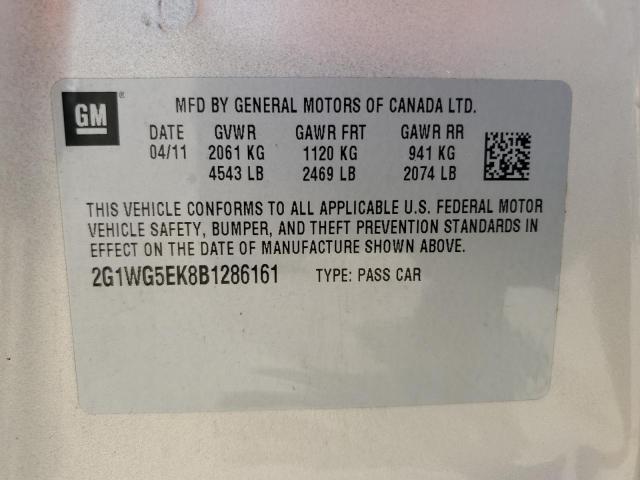 GM
MFD BY GENERAL MOTORS OF CANADA LTD.
DATE GVWR GAWR FRT GAWR RR
04/11 2061 KG 1120 KG 941 KG
4543 LB 2469 LB 2074 LB
THIS VEHICLE CONFORMS TO ALL APPLICABLE U.S. FEDERAL MOTOR
VEHICLE SAFETY, BUMPER, AND THEFT PREVENTION STANDARDS IN
EFFECT ON THE DATE OF MANUFACTURE SHOWN ABOVE.
2G1WG5EK8B1286161 TYPE: PASS CAR